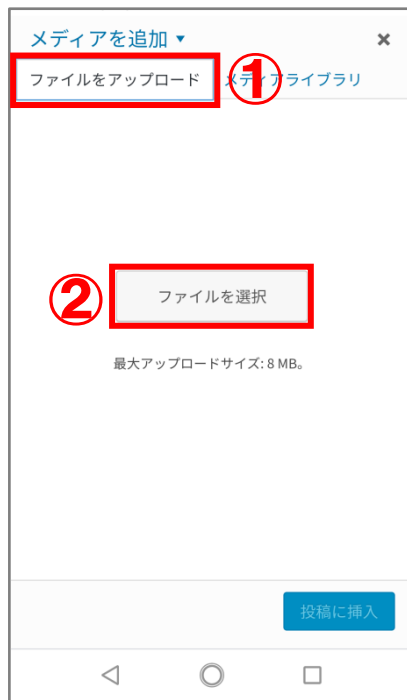 メディアを追加 ▼ ×
ファイルをアップロード ① メディアライブラリ
② ファイルを選択
最大アップロードサイズ: 8 MB。
投稿に挿入